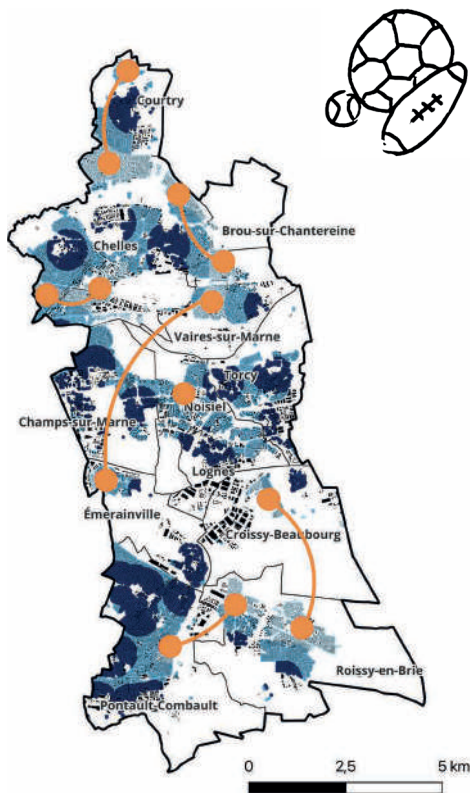 Courtry
Brou-sur-Chantereine
Chelles
Vaires-sur-Marne
Torcy
Noisiel
Champs-sur-Marne
Lognes
Émerainville
Croissy-Beaubourg
Roissy-en-Brie
Pontault-Combault
0 2,5 5 km